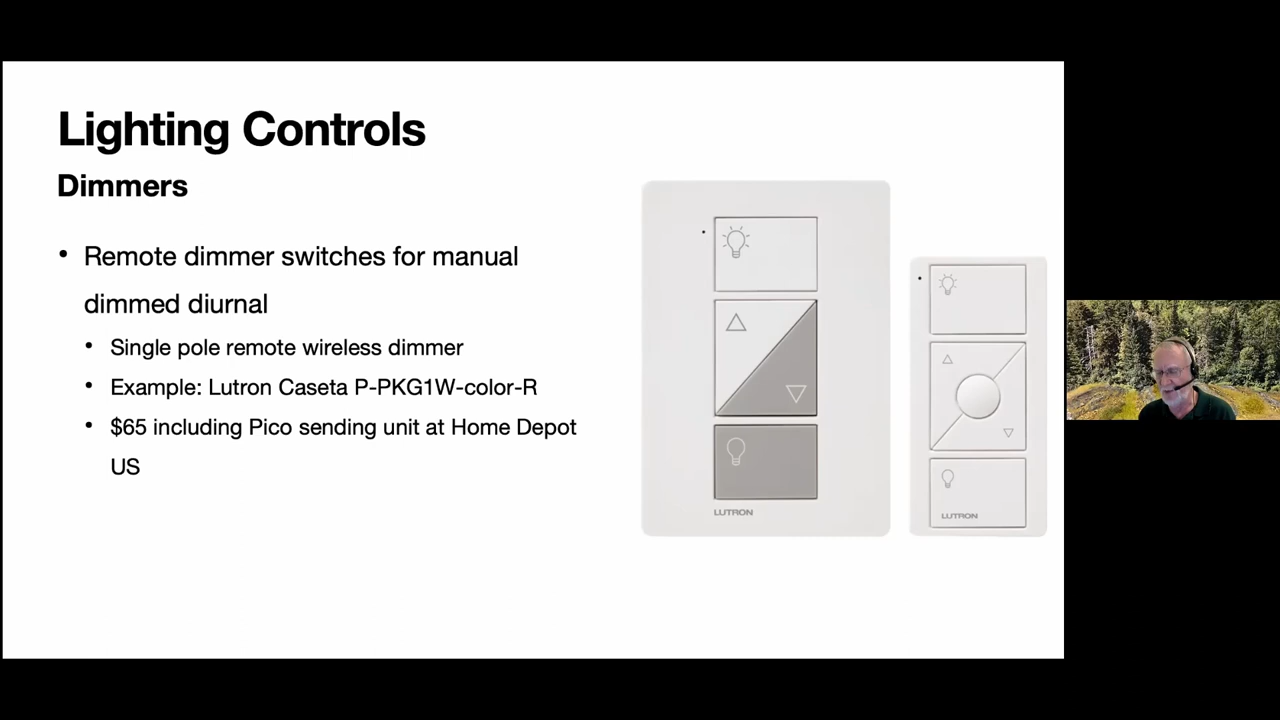 Lighting Controls
Dimmers
• Remote dimmer switches for manual
dimmed diurnal
• Single pole remote wireless dimmer
• Example: Lutron Caseta P-PKG1W-color-R
• $65 including Pico sending unit at Home Depot
US
LUTRON
LUTRON